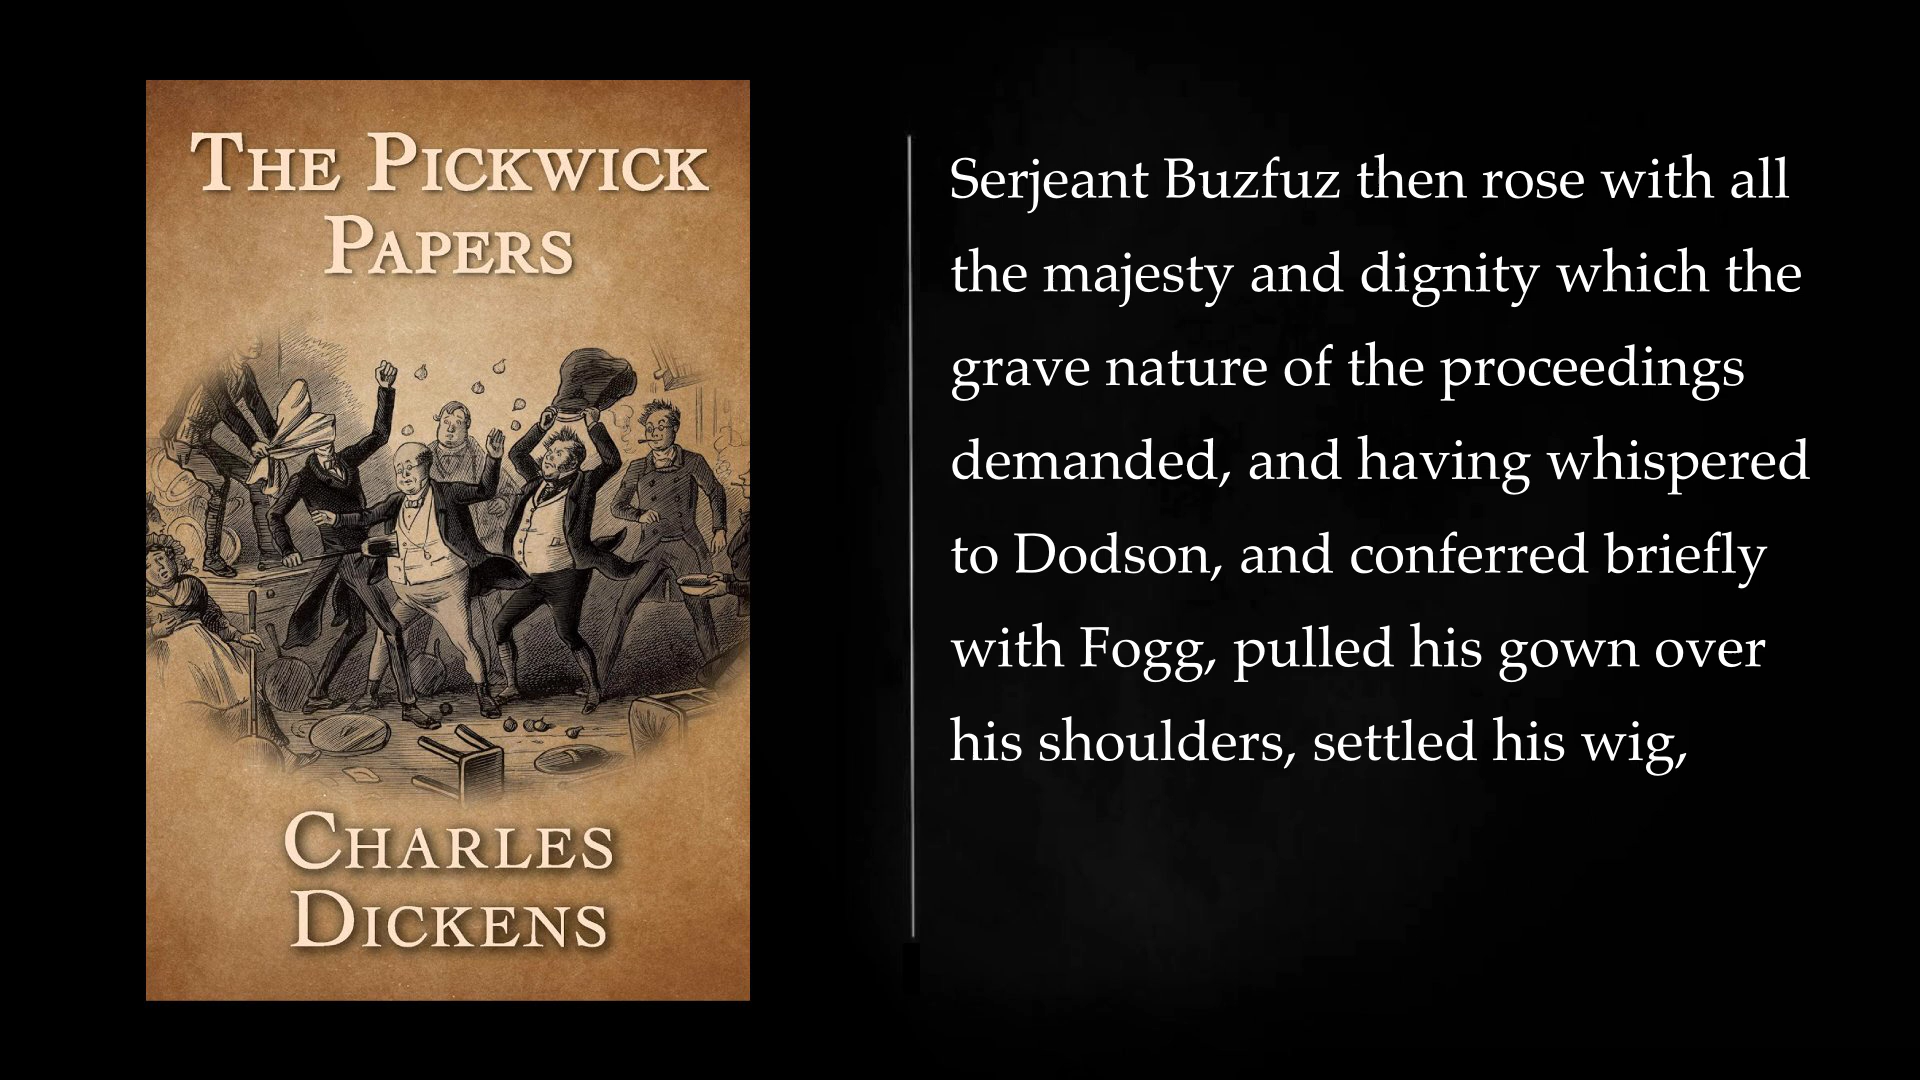 The Pickwick
Papers
Charles
Dickens
Serjeant Buzfuz then rose with all
the majesty and dignity which the
grave nature of the proceedings
demanded, and having whispered
to Dodson, and conferred briefly
with Fogg, pulled his gown over
his shoulders, settled his wig,